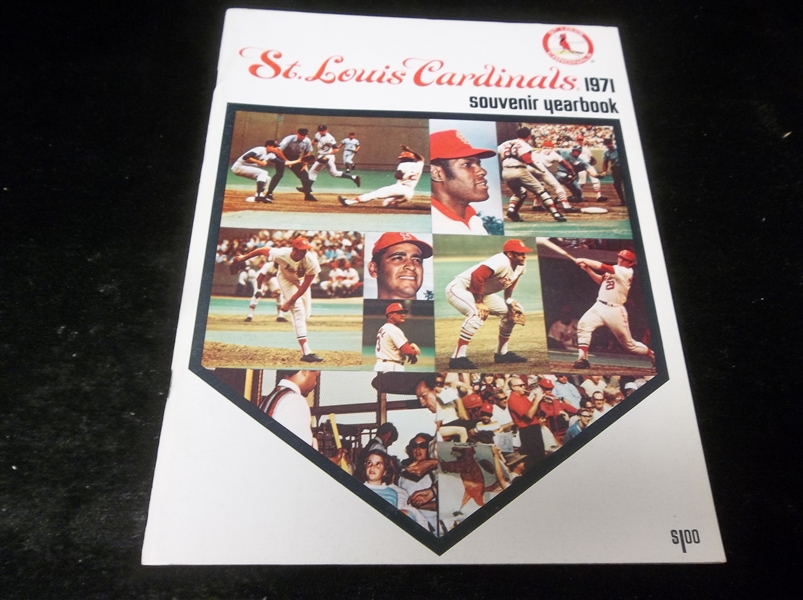 St. Louis Cardinals 1971
souvenir yearbook
$1.00